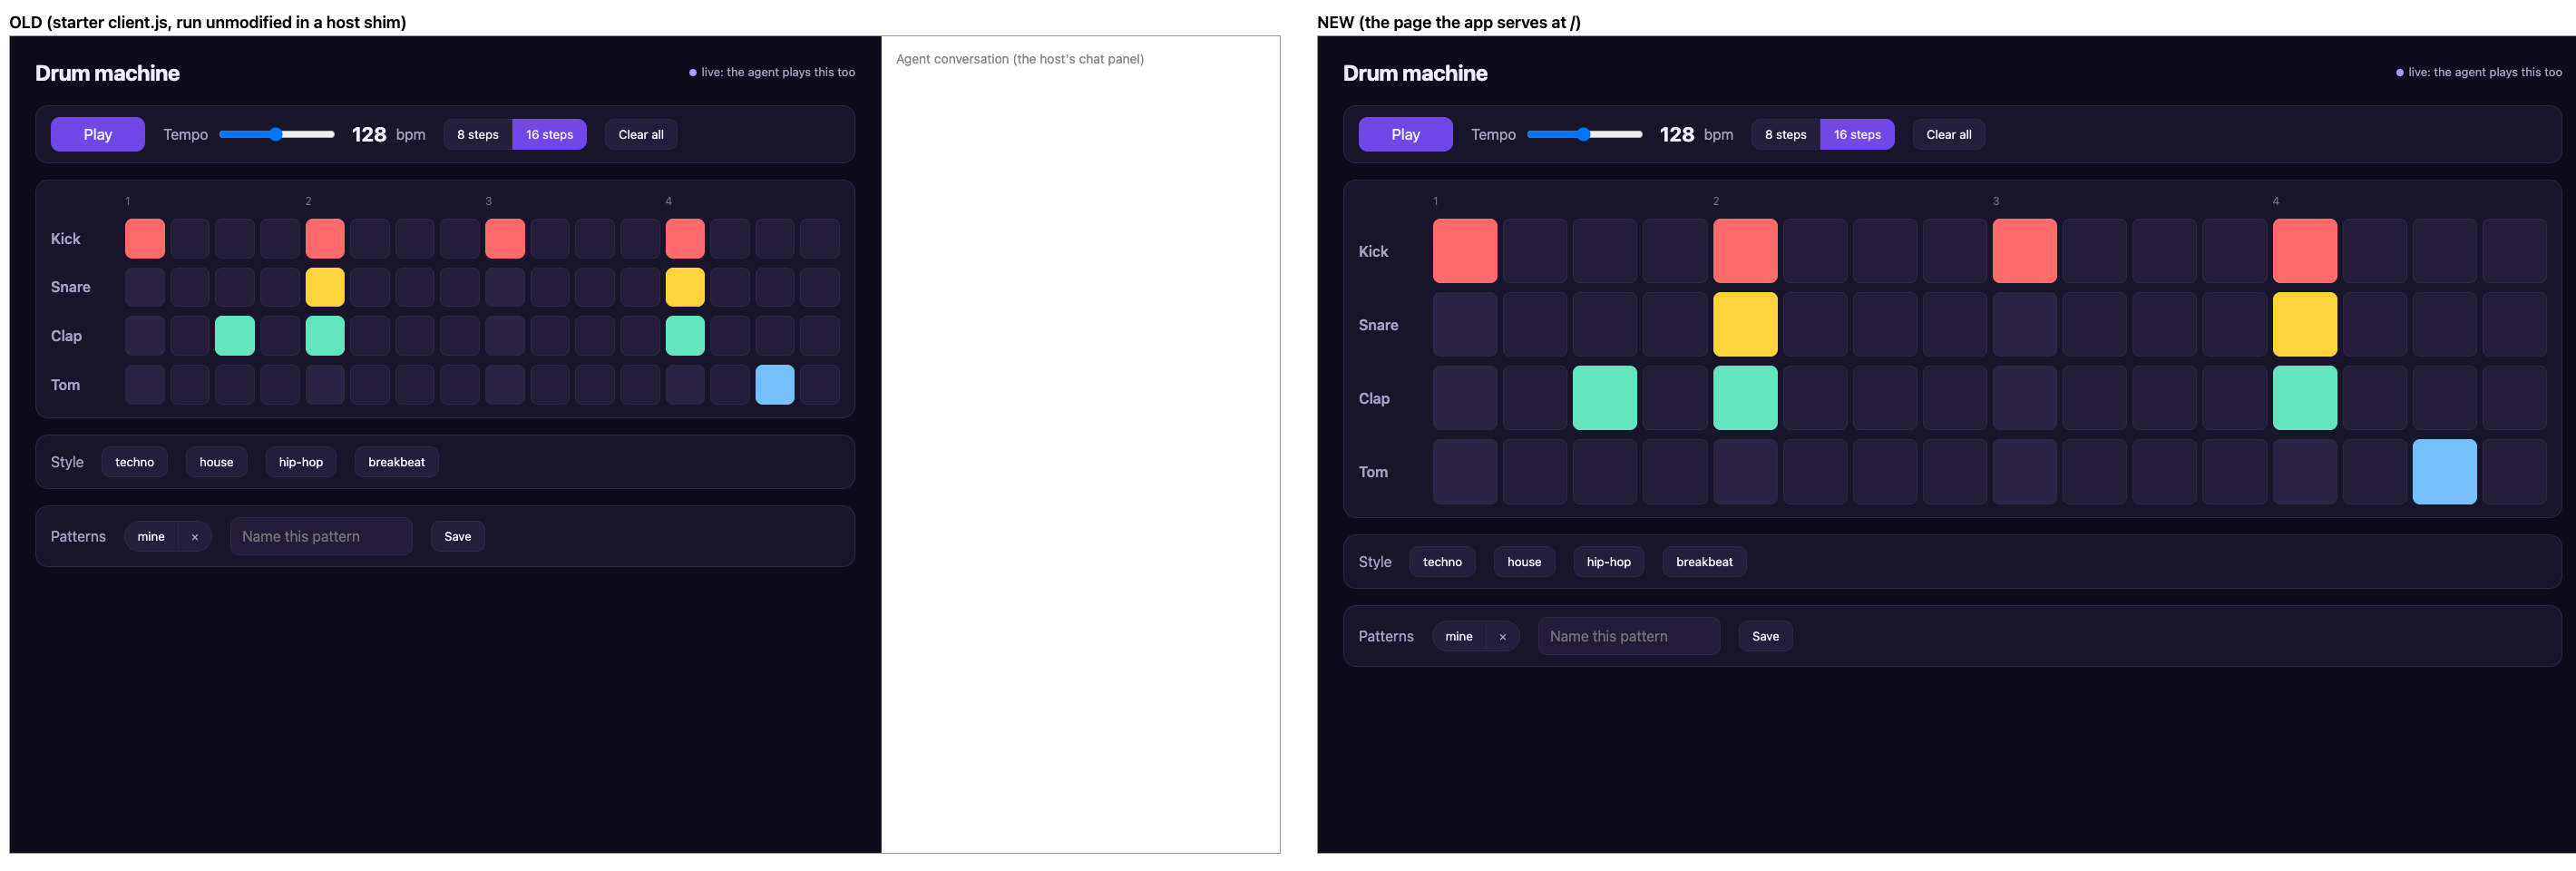 OLD (starter client.js, run unmodified in a host shim)
Drum machine
live: the agent plays this too
Play Tempo 128 bpm 8 steps 16 steps Clear all
1 2 3 4
Kick
Snare
Clap
Tom
Style techno house hip-hop breakbeat
Patterns mine × Name this pattern Save
Agent conversation (the host's chat panel)
NEW (the page the app serves at /)
Drum machine
live: the agent plays this too
Play Tempo 128 bpm 8 steps 16 steps Clear all
1 2 3 4
Kick
Snare
Clap
Tom
Style techno house hip-hop breakbeat
Patterns mine × Name this pattern Save